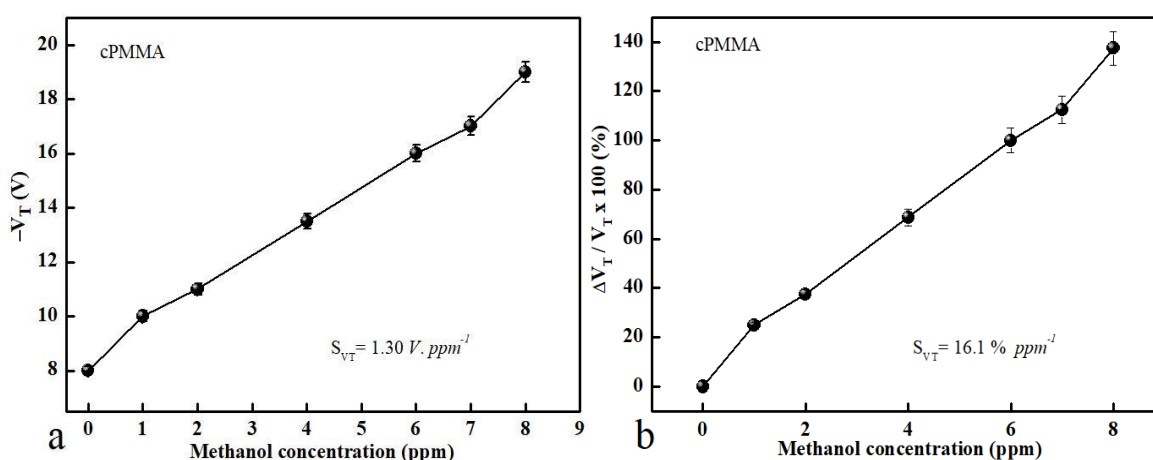 cPMMA
20
18
16
14
12
10
8
–V_T (V)
S_VT= 1.30 V. ppm⁻¹
0 1 2 3 4 5 6 7 8 9
Methanol concentration (ppm)
a
cPMMA
140
120
100
80
60
40
20
0
ΔV_T / V_T x 100 (%)
S_VT= 16.1 % ppm⁻¹
0 2 4 6 8
Methanol concentration (ppm)
b